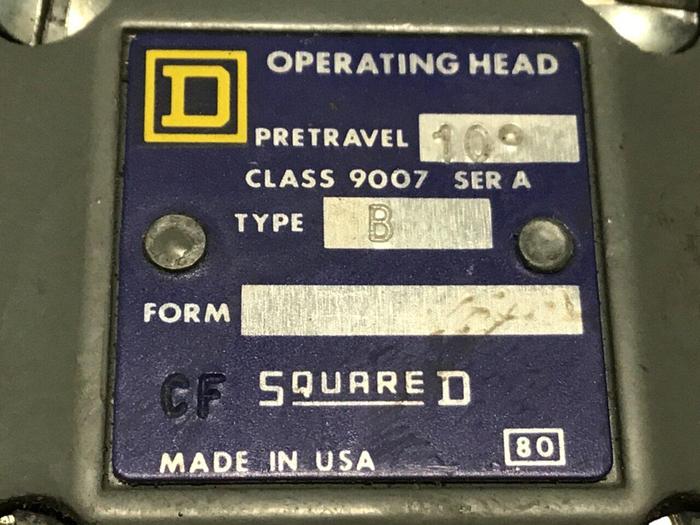 D
OPERATING HEAD
PRETRAVEL 10°
CLASS 9007 SER A
TYPE B
FORM
CF SQUARE D
MADE IN USA 80